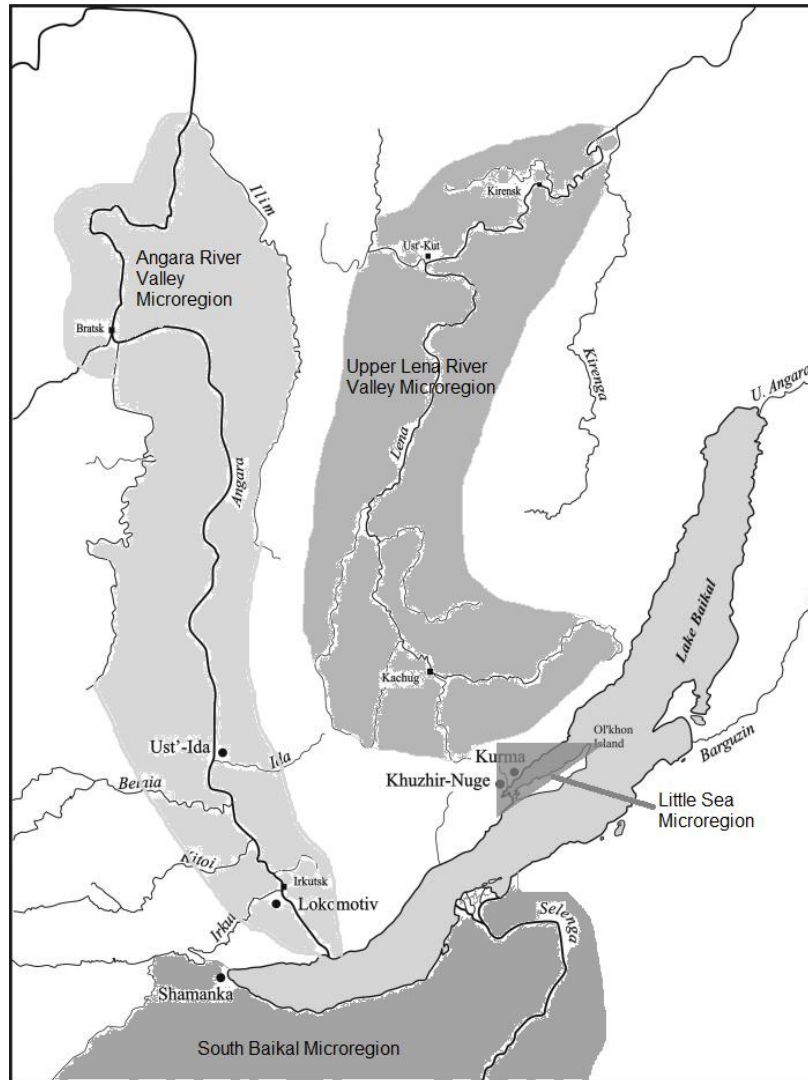 Ilim
Kirensk
Angara River
Valley
Microregion
Ust'-Kut
Bratsk
Upper Lena River
Valley Microregion
Kirenga
U. Angara
Lena
Angara
Lake Baikal
Kachug
Ust'-Ida
Ida
Ol'khon
Island
Barguzin
Kurma
Khuzhir-Nuge
Little Sea
Microregion
Kitoi
Irkutsk
Lokomotiv
Irkut
Selenga
Shamanka
South Baikal Microregion